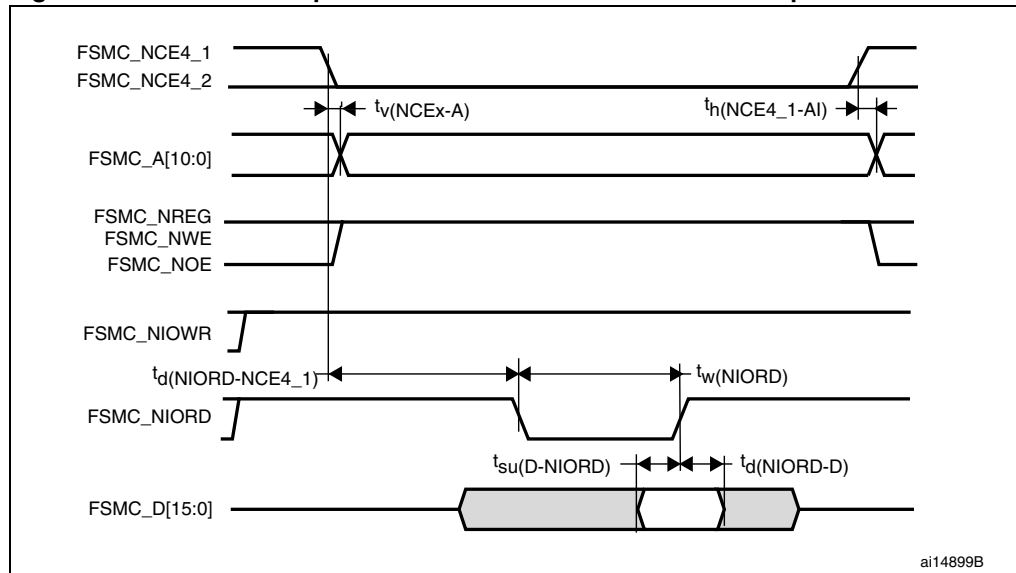 FSMC_NCE4_1
FSMC_NCE4_2
tv(NCEx-A)
th(NCE4_1-AI)
FSMC_A[10:0]
FSMC_NREG
FSMC_NWE
FSMC_NOE
FSMC_NIOWR
td(NIORD-NCE4_1)
tw(NIORD)
FSMC_NIORD
tsu(D-NIORD)
td(NIORD-D)
FSMC_D[15:0]
ai14899B